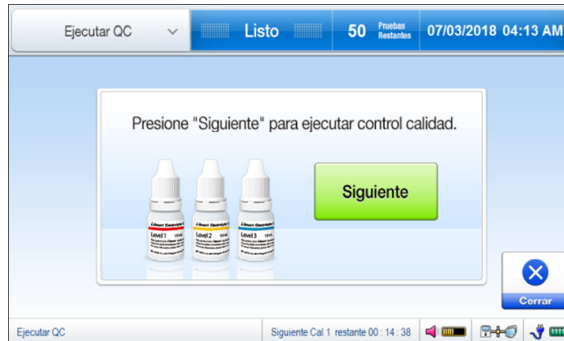 Ejecutar QC
Listo
50 Pruebas Restantes
07/03/2018 04:13 AM
Presione "Siguiente" para ejecutar control calidad.
Level 1
Level 2
Level 3
Siguiente
Cerrar
Ejecutar QC
Siguiente Cal 1 restante 00 : 14 : 38